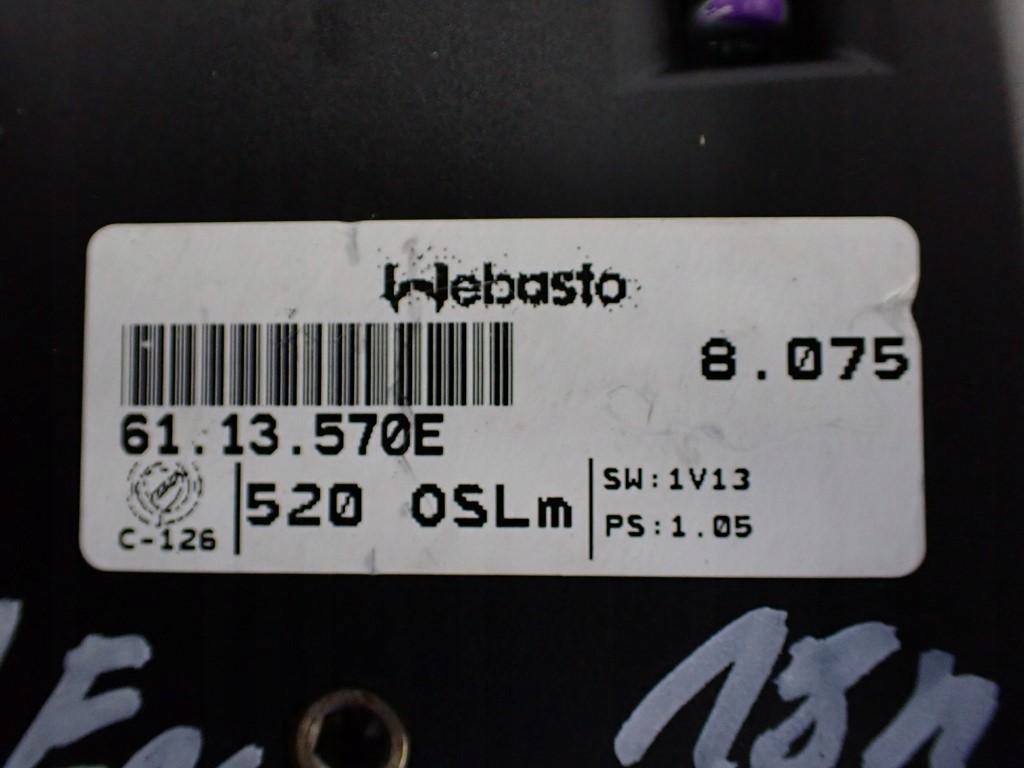 Webasto
8.075
61.13.570E
C-126
520 OSLm
SW:1V13
PS:1.05